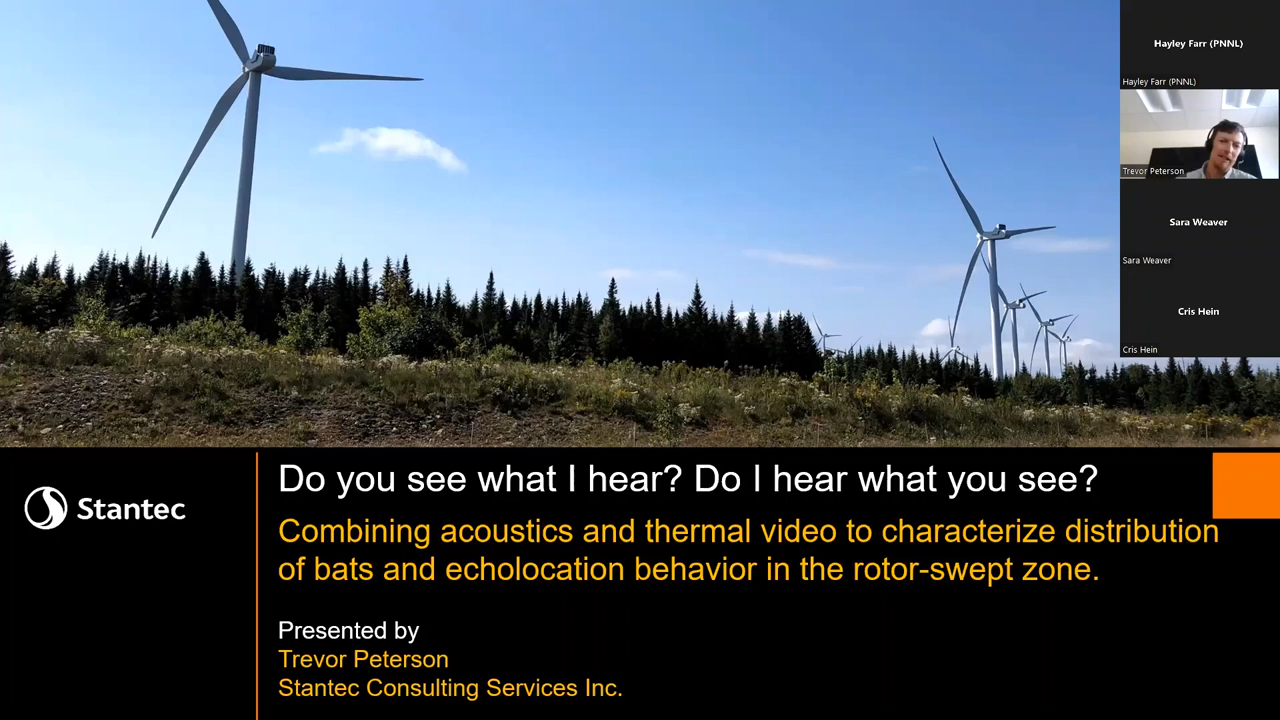 Hayley Farr (PNNL)
Hayley Farr (PNNL)
Trevor Peterson
Sara Weaver
Sara Weaver
Cris Hein
Cris Hein
Stantec
Do you see what I hear? Do I hear what you see?
Combining acoustics and thermal video to characterize distribution
of bats and echolocation behavior in the rotor-swept zone.
Presented by
Trevor Peterson
Stantec Consulting Services Inc.